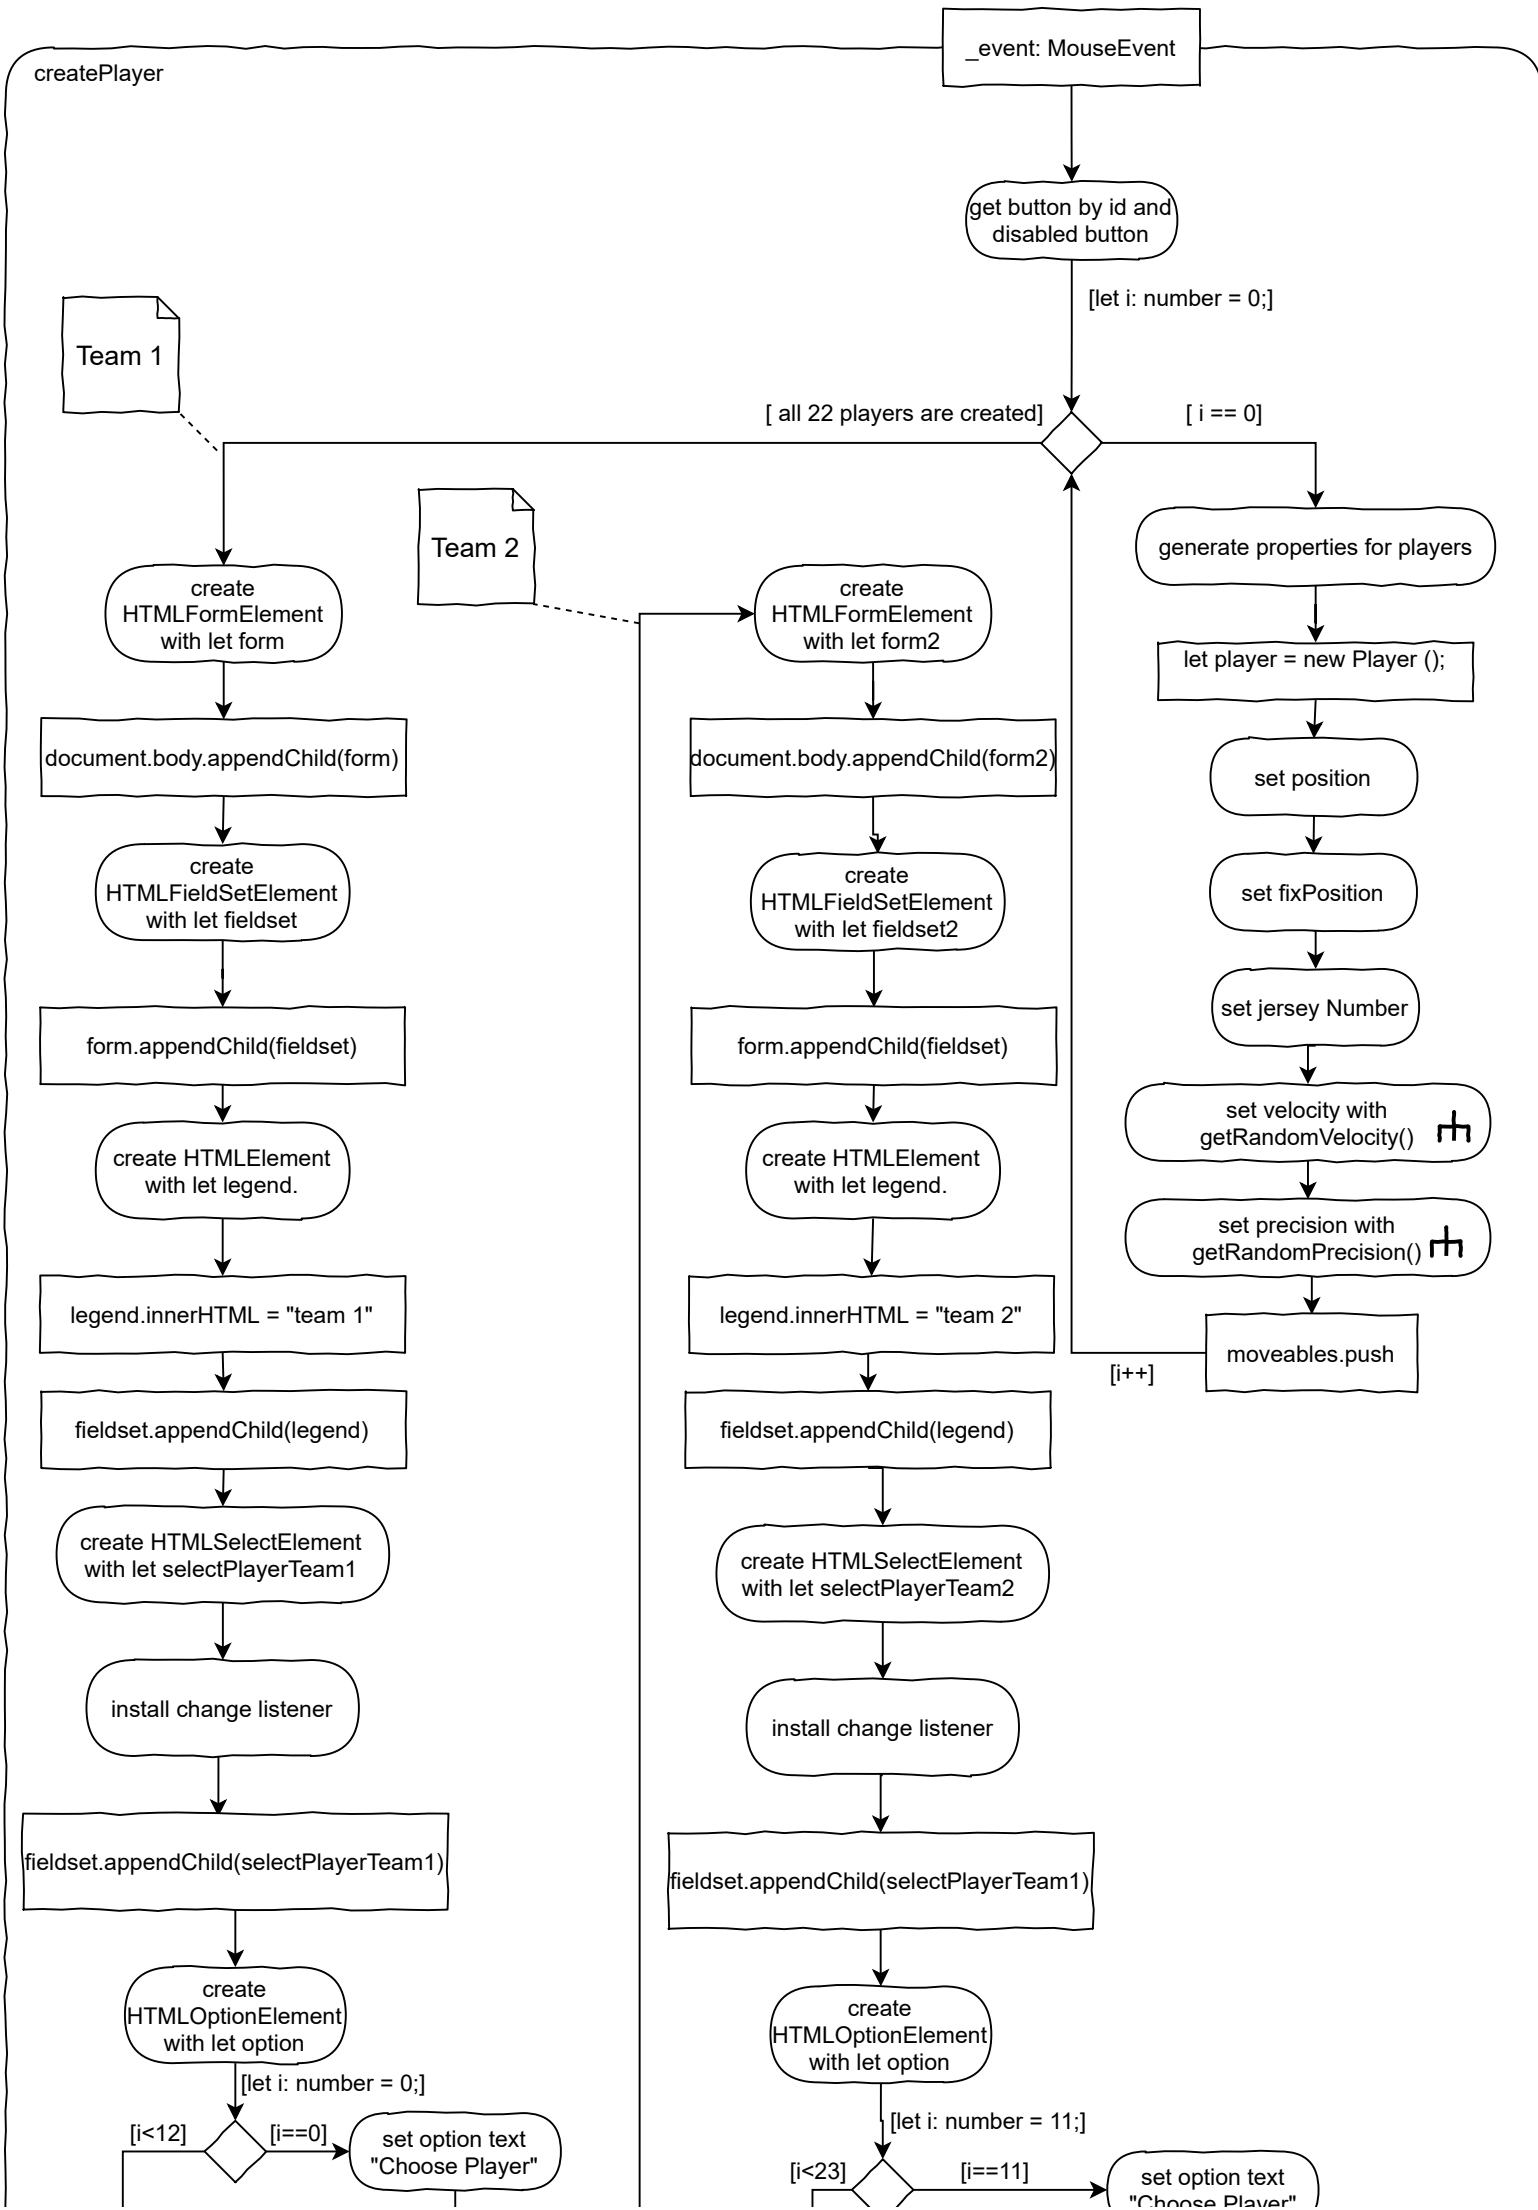 _event: MouseEvent
createPlayer
get button by id and
disabled button
[let i: number = 0;]
Team 1
[ all 22 players are created]
[ i == 0]
Team 2
generate properties for players
let player = new Player ();
set position
set fixPosition
set jersey Number
set velocity with
getRandomVelocity()
set precision with
getRandomPrecision()
moveables.push
[i++]
create
HTMLFormElement
with let form
document.body.appendChild(form)
create
HTMLFieldSetElement
with let fieldset
form.appendChild(fieldset)
create HTMLElement
with let legend.
legend.innerHTML = "team 1"
fieldset.appendChild(legend)
create HTMLSelectElement
with let selectPlayerTeam1
install change listener
fieldset.appendChild(selectPlayerTeam1)
create
HTMLOptionElement
with let option
[let i: number = 0;]
[i<12]
[i==0]
set option text
"Choose Player"
create
HTMLFormElement
with let form2
document.body.appendChild(form2)
create
HTMLFieldSetElement
with let fieldset2
form.appendChild(fieldset)
create HTMLElement
with let legend.
legend.innerHTML = "team 2"
fieldset.appendChild(legend)
create HTMLSelectElement
with let selectPlayerTeam2
install change listener
fieldset.appendChild(selectPlayerTeam1)
create
HTMLOptionElement
with let option
[let i: number = 11;]
[i<23]
[i==11]
set option text
"Choose Player"